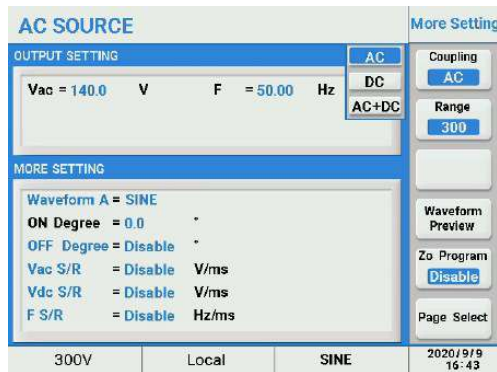 AC SOURCE
More Setting
OUTPUT SETTING
AC
DC
AC+DC
Vac = 140.0 V F = 50.00 Hz
MORE SETTING
Waveform A = SINE
ON Degree = 0.0 °
OFF Degree = Disable °
Vac S/R = Disable V/ms
Vdc S/R = Disable V/ms
F S/R = Disable Hz/ms
Coupling
AC
Range
300
Waveform
Preview
Zo Program
Disable
Page Select
300V Local SINE 2020/9/9
16:43